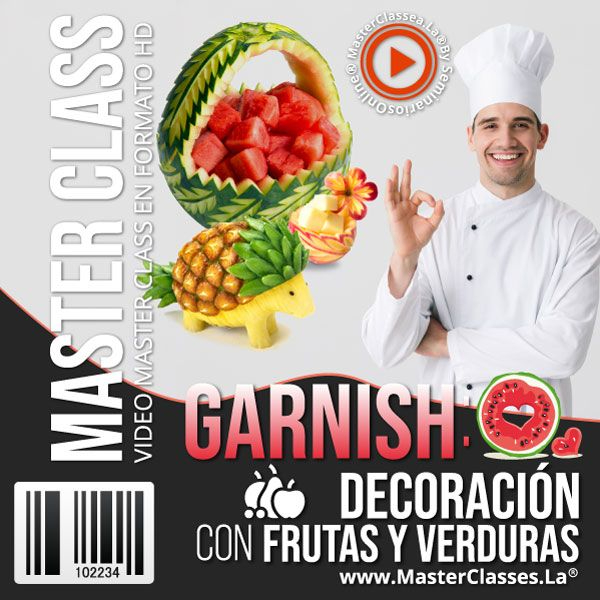 MASTER CLASS
VIDEO MASTER CLASS EN FORMATO HD
MasterClassea.La®By SeminariosOnline®
GARNISH:
DECORACIÓN
CON FRUTAS Y VERDURAS
www.MasterClasses.La®
102234